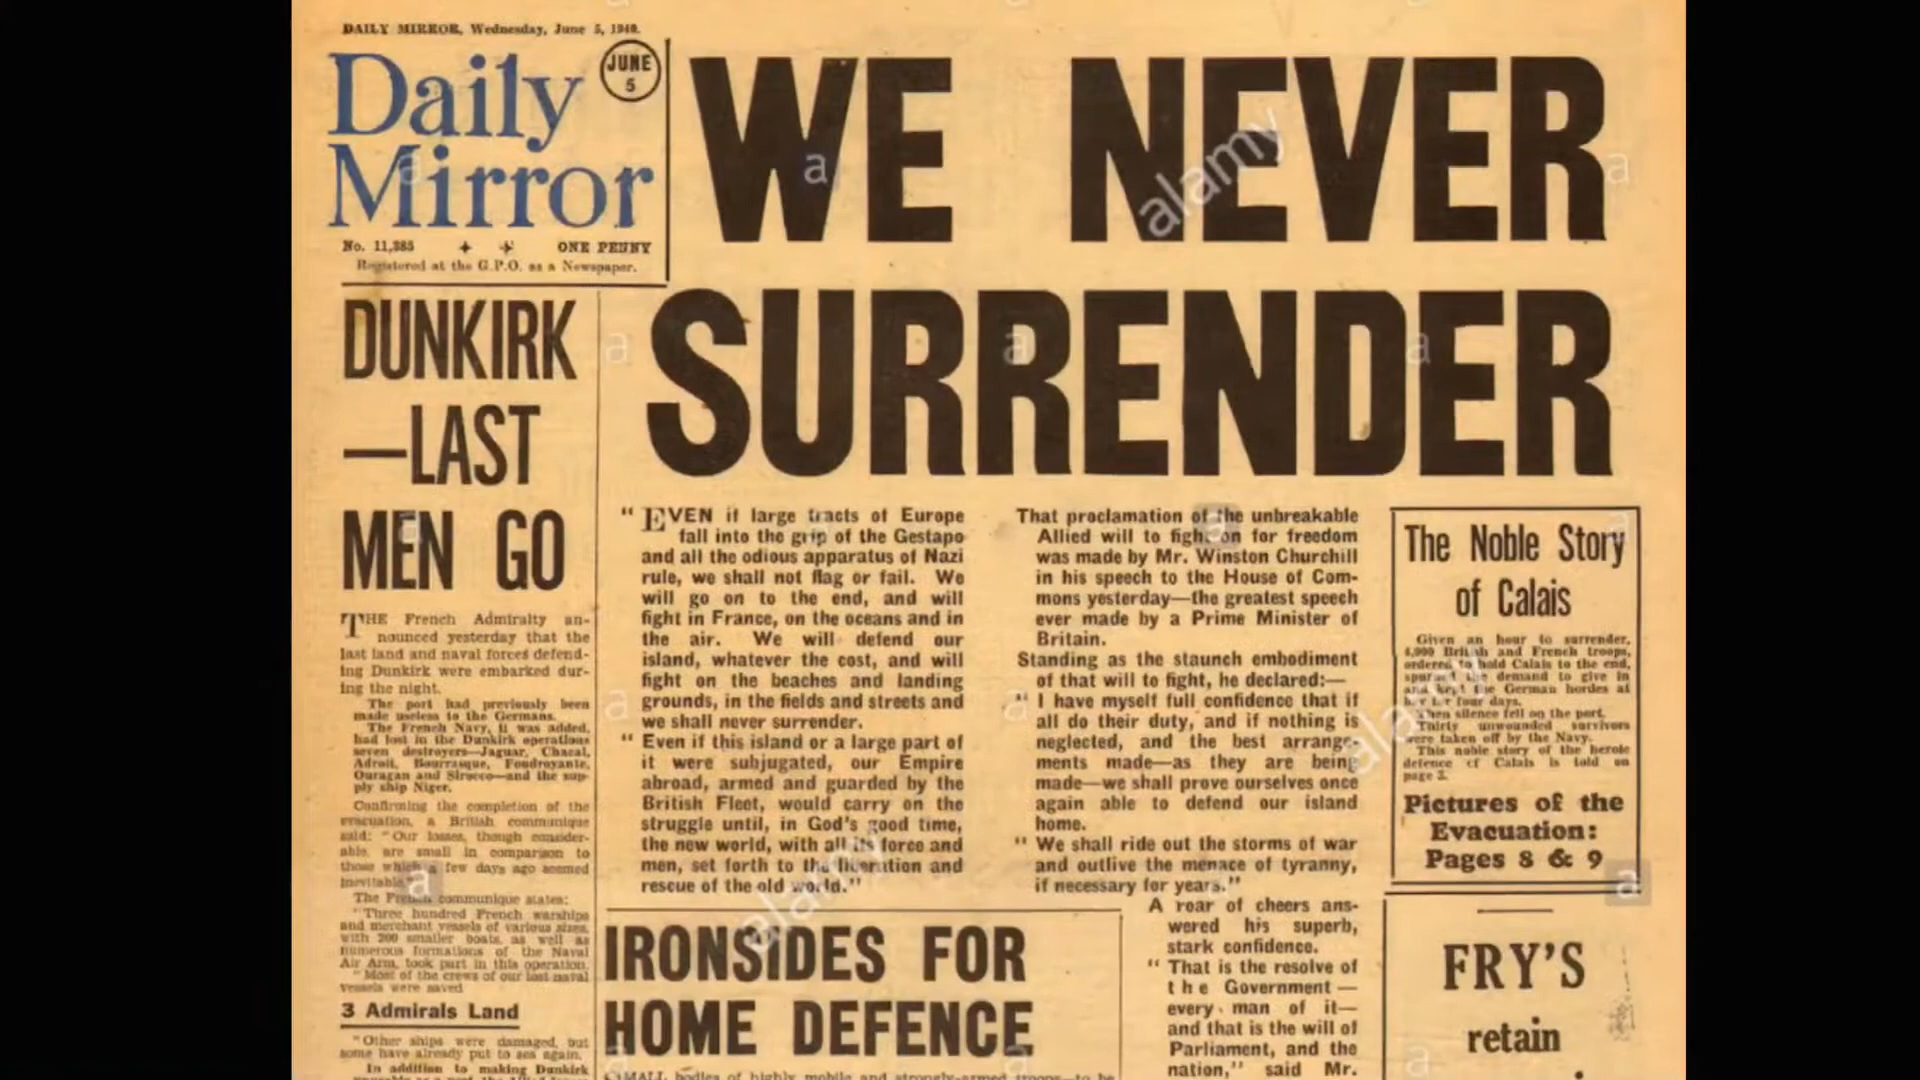 DAILY MIRROR, Wednesday, June 5, 1940.
Daily
Mirror
JUNE
5
No. 11,385 ONE PENNY
Registered at the G.P.O. as a Newspaper.
WE NEVER
SURRENDER
DUNKIRK
—LAST
MEN GO
THE French Admiralty an-
nounced yesterday that the
last land and naval forces defend-
ing Dunkirk were embarked dur-
ing the night.
The port had previously been
made useless to the Germans.
The French Navy, it was added,
had lost in the Dunkirk operations
seven destroyers—Jaguar, Chacal,
Adroit, Bourrasque, Foudroyante,
Ouragan and Sirocco—and the sup-
ply ship Niger.
Confirming the completion of the
evacuation, a British communique
said: "Our losses, though consider-
able, are small in comparison to
those which a few days ago seemed
inevitable."
The French communique states:
"Three hundred French warships
and merchant vessels of various sizes,
with 200 smaller boats, as well as
numerous formations of the Naval
Air Arm, took part in this operation.
"Most of the crews of our lost naval
vessels were saved
3 Admirals Land
"Other ships were damaged, but
some have already put to sea again.
In addition to making Dunkirk
"EVEN if large tracts of Europe
fall into the grip of the Gestapo
and all the odious apparatus of Nazi
rule, we shall not flag or fail. We
will go on to the end, and will
fight in France, on the oceans and in
the air. We will defend our
island, whatever the cost, and will
fight on the beaches and landing
grounds, in the fields and streets and
we shall never surrender.
"Even if this island or a large part of
it were subjugated, our Empire
abroad, armed and guarded by the
British Fleet, would carry on the
struggle until, in God's good time,
the new world, with all its force and
men, set forth to the liberation and
rescue of the old world."
That proclamation of the unbreakable
Allied will to fight on for freedom
was made by Mr. Winston Churchill
in his speech to the House of Com-
mons yesterday—the greatest speech
ever made by a Prime Minister of
Britain.
Standing as the staunch embodiment
of that will to fight, he declared:—
"I have myself full confidence that if
all do their duty, and if nothing is
neglected, and the best arrange-
ments made—as they are being
made—we shall prove ourselves once
again able to defend our island
home.
"We shall ride out the storms of war
and outlive the menace of tyranny,
if necessary for years."
A roar of cheers ans-
wered his superb,
stark confidence.
"That is the resolve of
the Government—
every man of it—
and that is the will of
Parliament, and the
nation," said Mr.
The Noble Story
of Calais
Given an hour to surrender,
4,000 British and French troops,
ordered to hold Calais to the end,
spurned the demand to give in
and kept the German hordes at
bay for four days.
Then silence fell on the port.
Thirty unwounded survivors
were taken off by the Navy.
This noble story of the heroic
defence of Calais is told on
page 3.
Pictures of the
Evacuation:
Pages 8 & 9
FRY'S
retain
IRONSIDES FOR
HOME DEFENCE
SMALL bodies of highly mobile and strongly-armed troops—to be
alamy
alamy
alamy